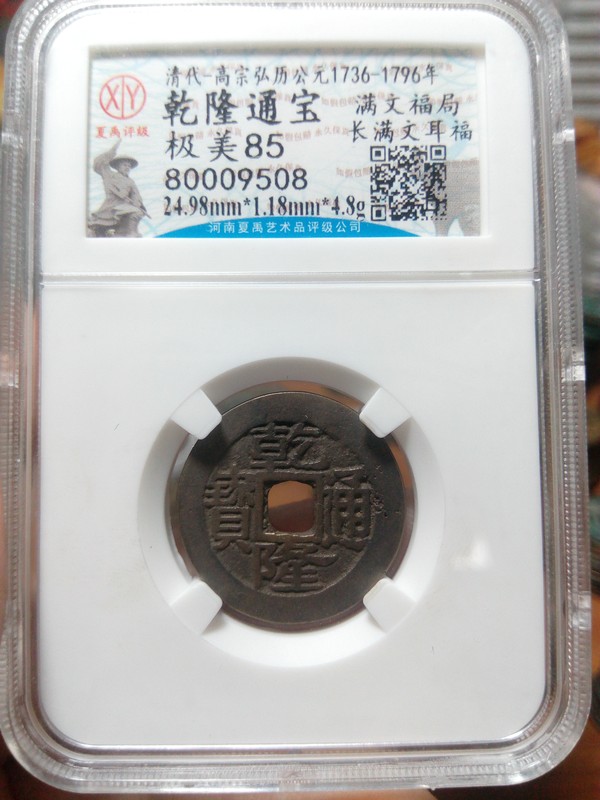 清代-高宗弘历公元1736-1796年
XY
乾隆通宝
满文福局
夏禹评级
极美85
长满文耳福
80009508
24.98mm*1.18mm*4.8g
河南夏禹艺术品评级公司
乾
寶 通
隆